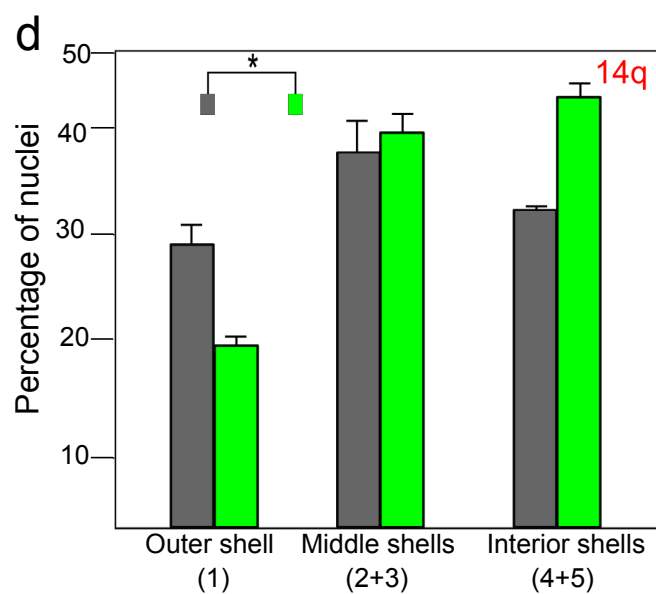 d
*
14q
Percentage of nuclei
50
40
30
20
10
Outer shell Middle shells Interior shells
(1) (2+3) (4+5)